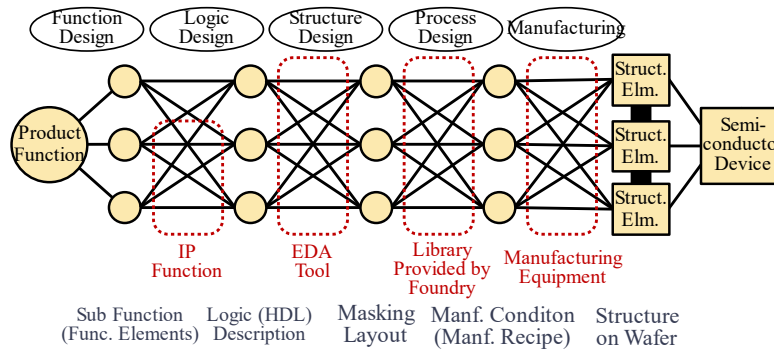 Function
Design
Logic
Design
Structure
Design
Process
Design
Manufacturing
Product
Function
Struct.
Elm.
Struct.
Elm.
Struct.
Elm.
Semi-
conductor
Device
IP
Function
EDA
Tool
Library
Provided by
Foundry
Manufacturing
Equipment
Sub Function
(Func. Elements)
Logic (HDL)
Description
Masking
Layout
Manf. Conditon
(Manf. Recipe)
Structure
on Wafer